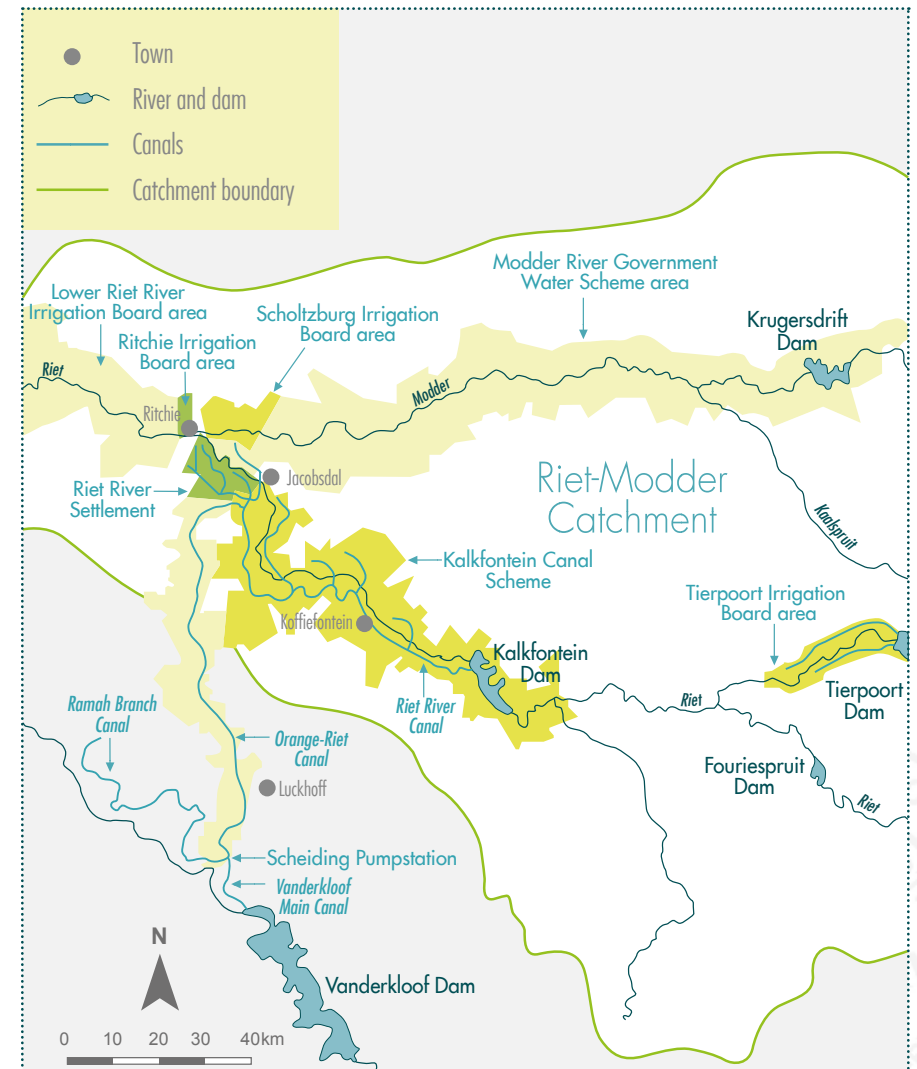 Town
River and dam
Canals
Catchment boundary
Modder River Government
Water Scheme area
Lower Riet River
Irrigation Board area
Scholtzburg Irrigation
Board area
Krugersdrift
Dam
Ritchie Irrigation
Board area
Riet
Modder
Ritchie
Jacobsdal
Riet-Modder
Catchment
Riet River
Settlement
Kaalspruit
Kalkfontein Canal
Scheme
Tierpoort Irrigation
Board area
Koffiefontein
Kalkfontein
Dam
Riet
Tierpoort
Dam
Ramah Branch
Canal
Riet River
Canal
Orange-Riet
Canal
Fouriespruit
Dam
Luckhoff
Riet
Scheiding Pumpstation
Vanderkloof
Main Canal
N
Vanderkloof Dam
0 10 20 30 40km